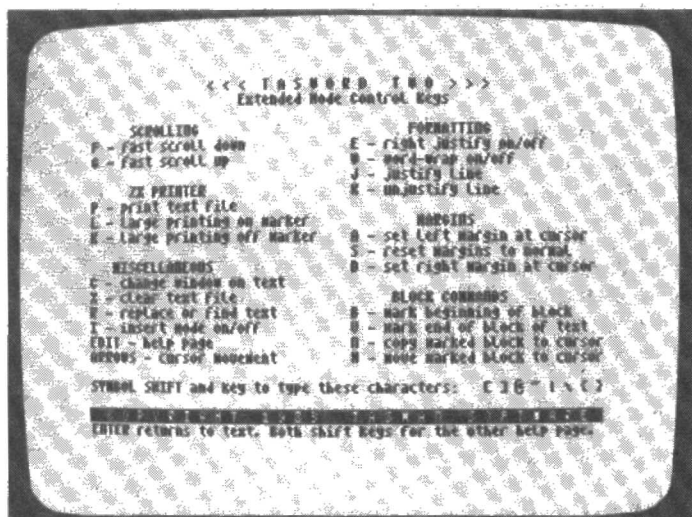 < < < T A S W O R D T W O > > >
Extended Mode Control Keys
SCROLLING
F - fast scroll down
G - fast scroll up
ZX PRINTER
P - print text file
L - large printing on marker
- large printing off marker
MISCELLANEOUS
C - change window on text
- clear text file
R - replace or find text
I - insert mode on/off
EDIT - help page
ARROWS - cursor movement
FORMATTING
E - right justify on/off
W - word-wrap on/off
J - justify line
- unjustify line
MARGINS
A - set left margin at cursor
S - reset margins to normal
D - set right margin at cursor
BLOCK COMMANDS
B - mark beginning of block
V - mark end of block of text
N - copy marked block to cursor
M - move marked block to cursor
SYMBOL SHIFT and key to type these characters: [ ] © ~ | \ { }
C O P Y R I G H T 1 9 8 3 T A S M A N S O F T W A R E
ENTER returns to text. Both shift keys for the other help page.